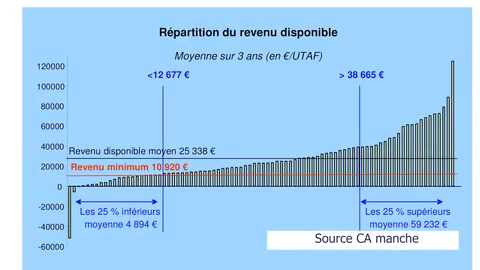 Répartition du revenu disponible
Moyenne sur 3 ans (en €/UTAF)
<12 677 €
> 38 665 €
120000
100000
80000
60000
40000
20000
0
20000
40000
-60000
Revenu disponible moyen 25 338 €
Revenu minimum 10 920 €
Les 25 % inférieurs
moyenne 4 894 €
Les 25 % supérieurs
moyenne 59 232 €
Source CA manche